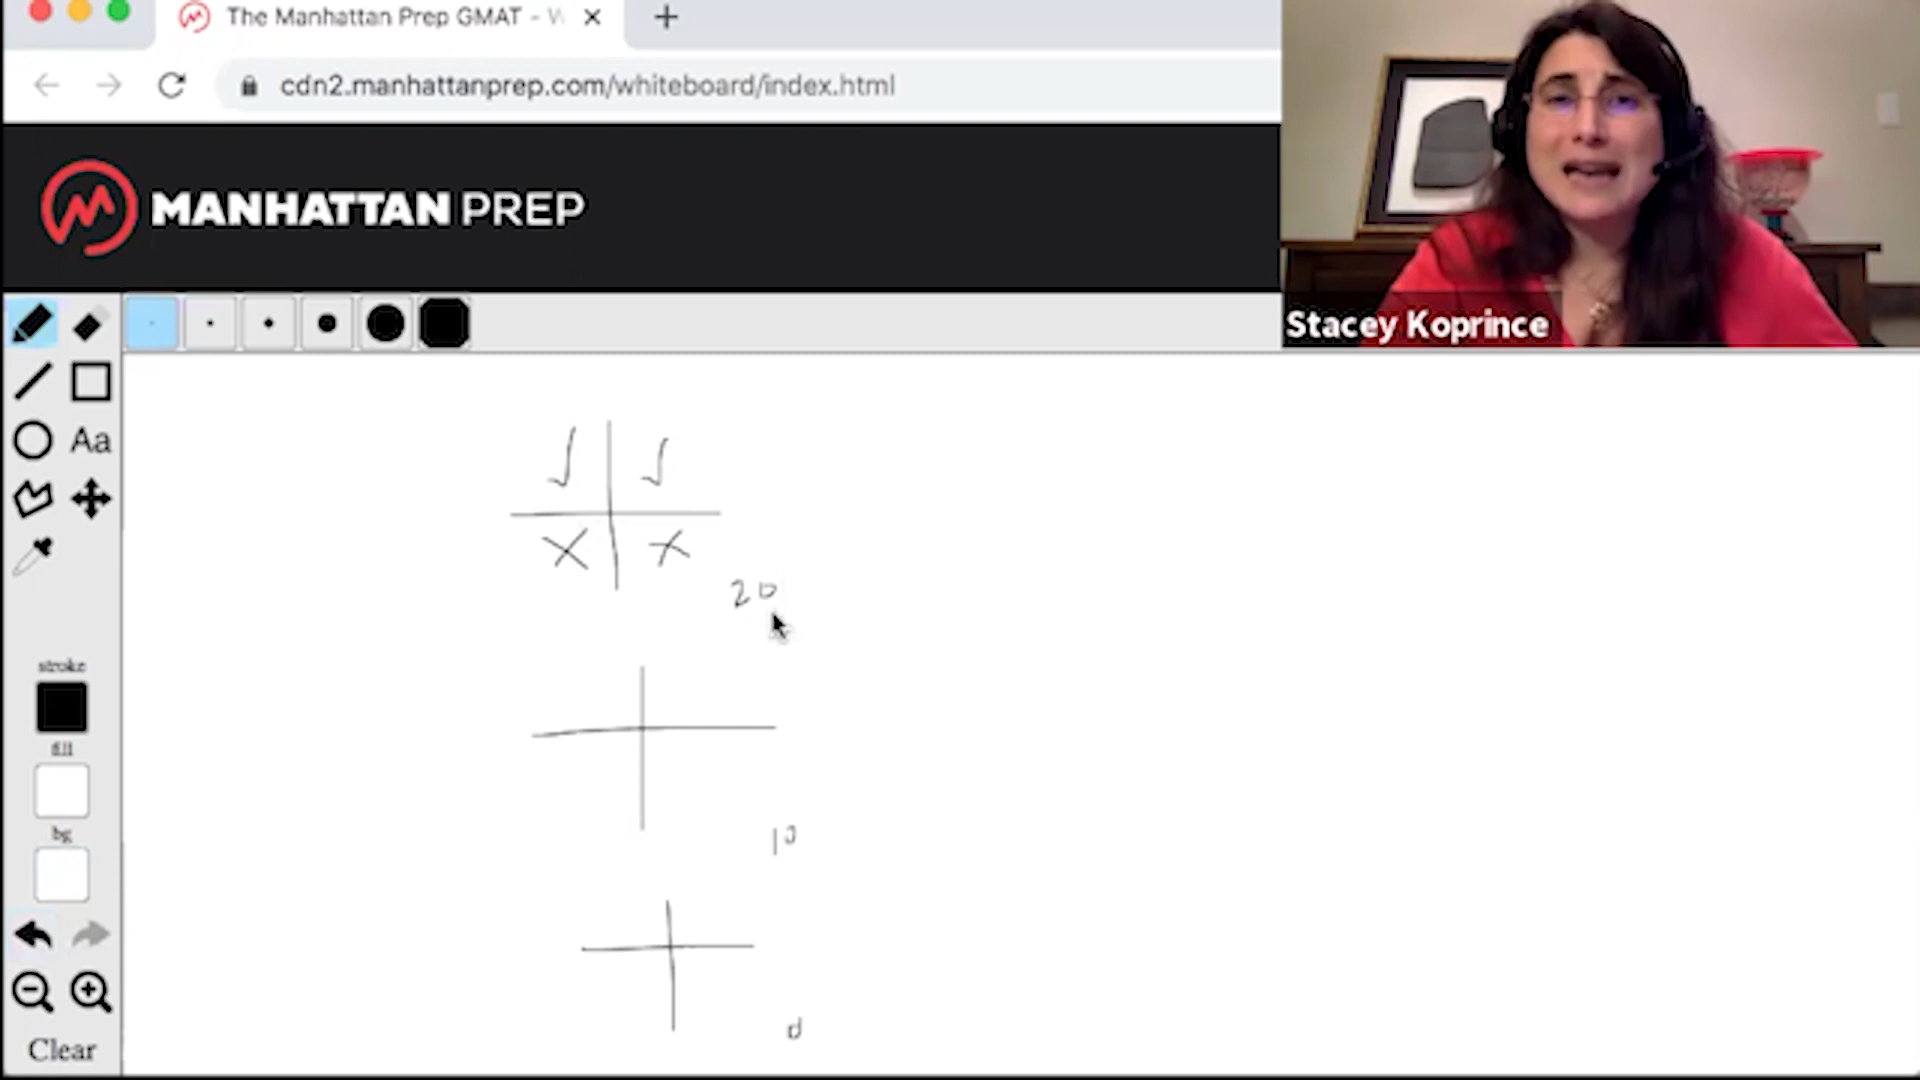 The Manhattan Prep GMAT - W
cdn2.manhattanprep.com/whiteboard/index.html
MANHATTAN PREP
Stacey Koprince
Aa
X X
20
stroke
fill
bg
10
Clear